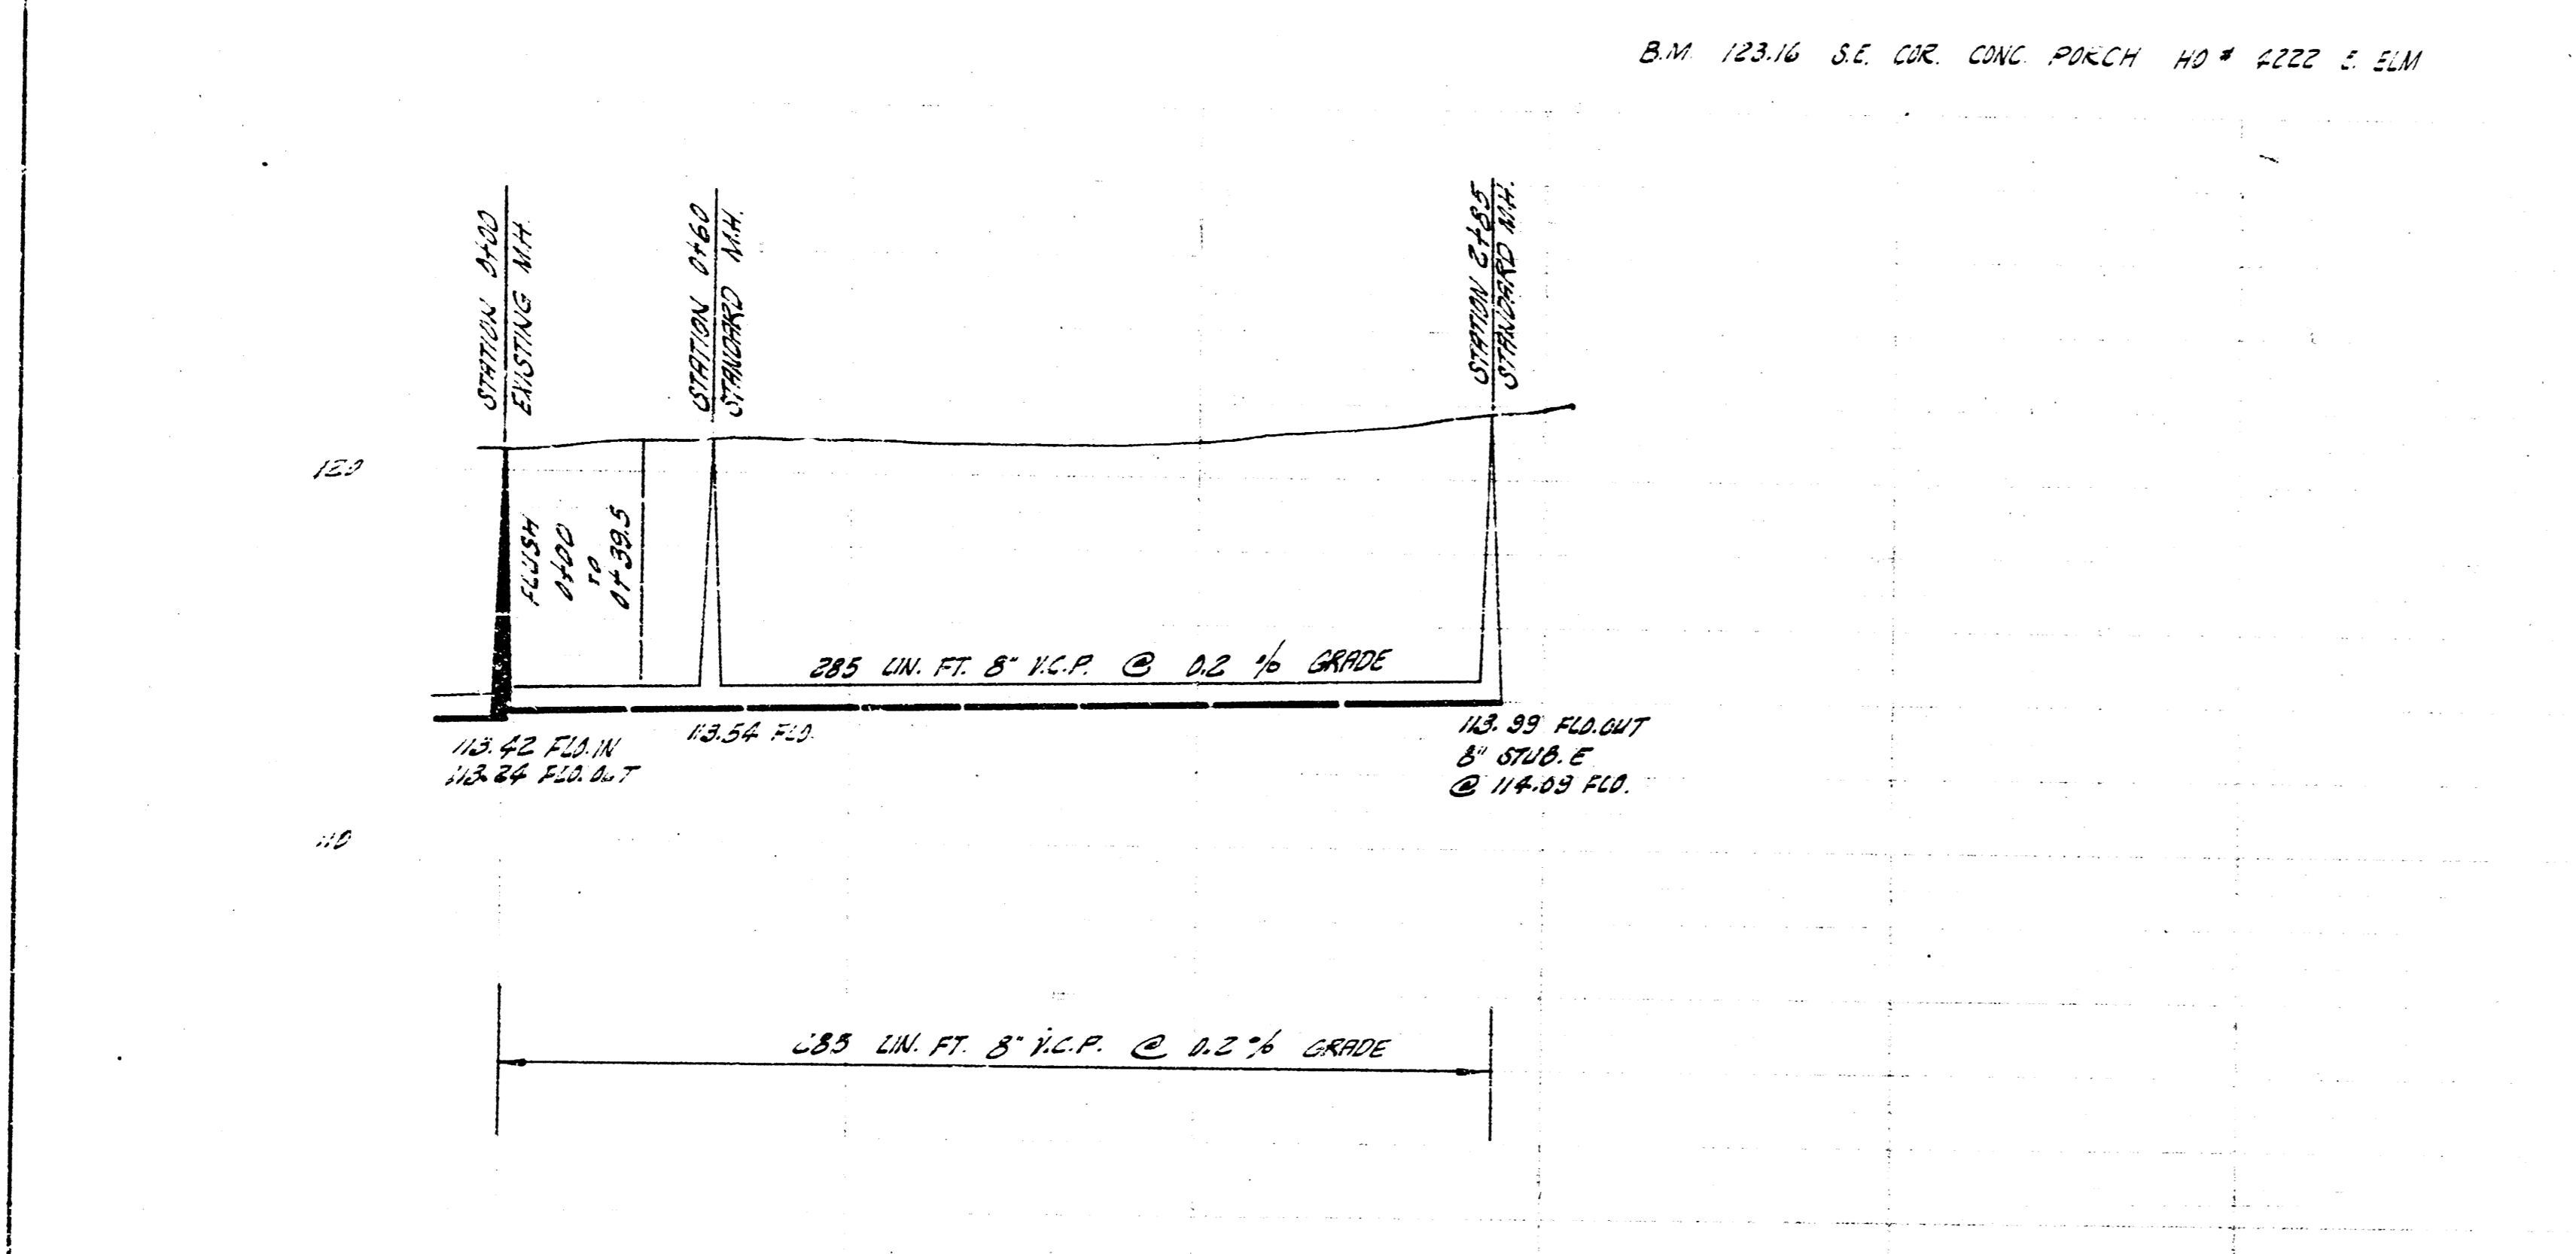 B.M. 123.16 S.E. COR. CONC. PORCH HO # 4222 E. ELM
STATION 0+00
EXISTING M.H.
STATION 0+60
STANDARD M.H.
STATION 2+85
STANDARD M.H.
120
FLUSH
0+00
TO
0+39.5
285 LIN. FT. 8" V.C.P. @ 0.2 % GRADE
113.42 FLO. IN
113.24 FLO. OUT
113.54 FLO.
113.99 FLO. OUT
8" STUB. E
@ 114.09 FLO.
110
285 LIN. FT. 8" V.C.P. @ 0.2 % GRADE